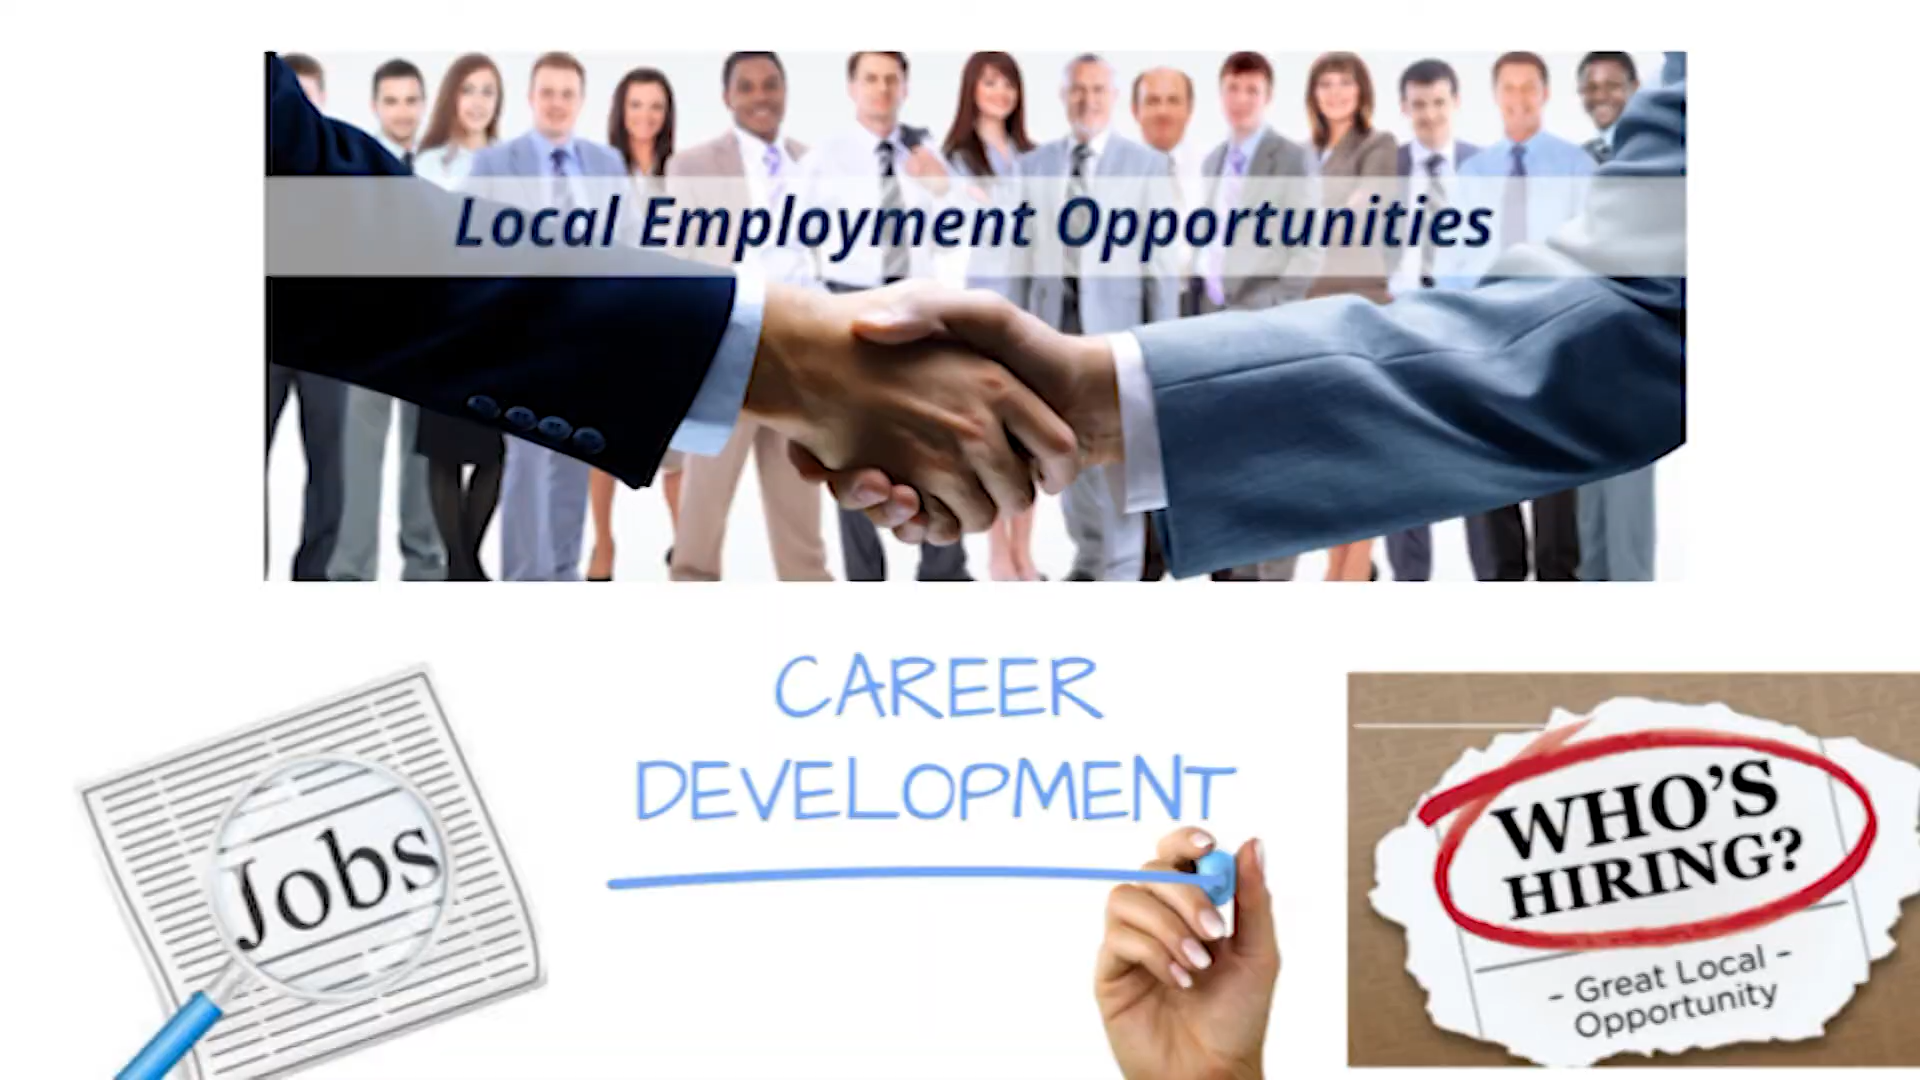 Local Employment Opportunities
CAREER
DEVELOPMENT
Jobs
WHO'S
HIRING?
- Great Local -
Opportunity